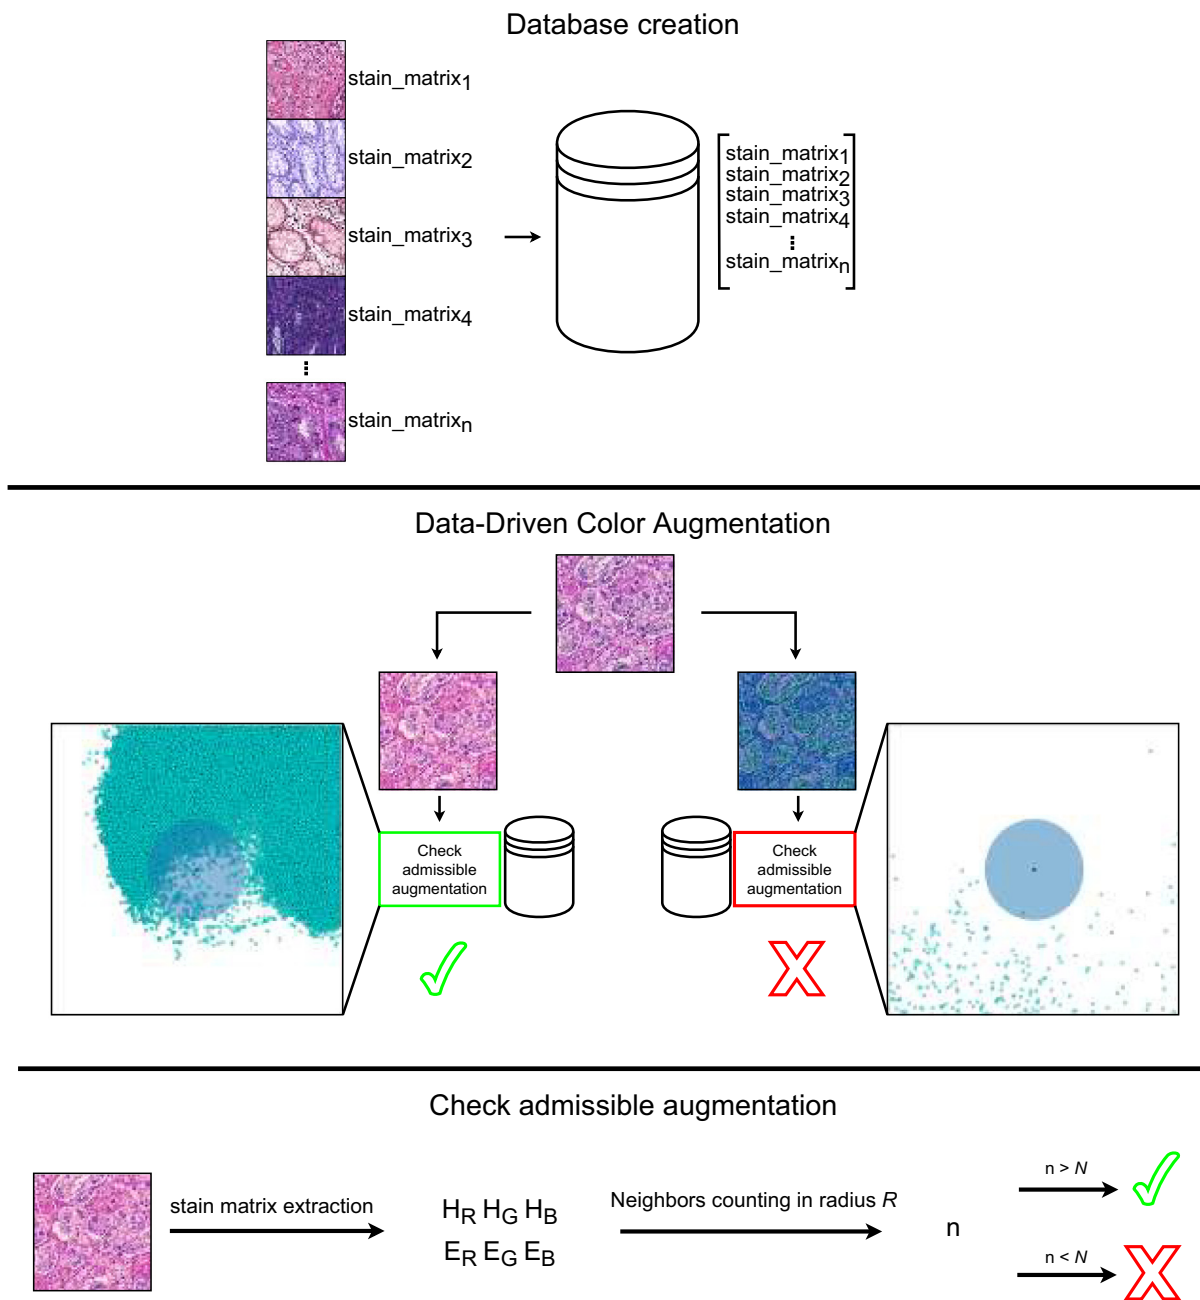 Database creation
stain_matrix1
stain_matrix2
stain_matrix3
stain_matrix4
stain_matrixn
stain_matrix1
stain_matrix2
stain_matrix3
stain_matrix4
stain_matrixn
Data-Driven Color Augmentation
Check
admissible
augmentation
Check
admissible
augmentation
Check admissible augmentation
stain matrix extraction
HR HG HB
ER EG EB
Neighbors counting in radius R
n
n > N
n < N